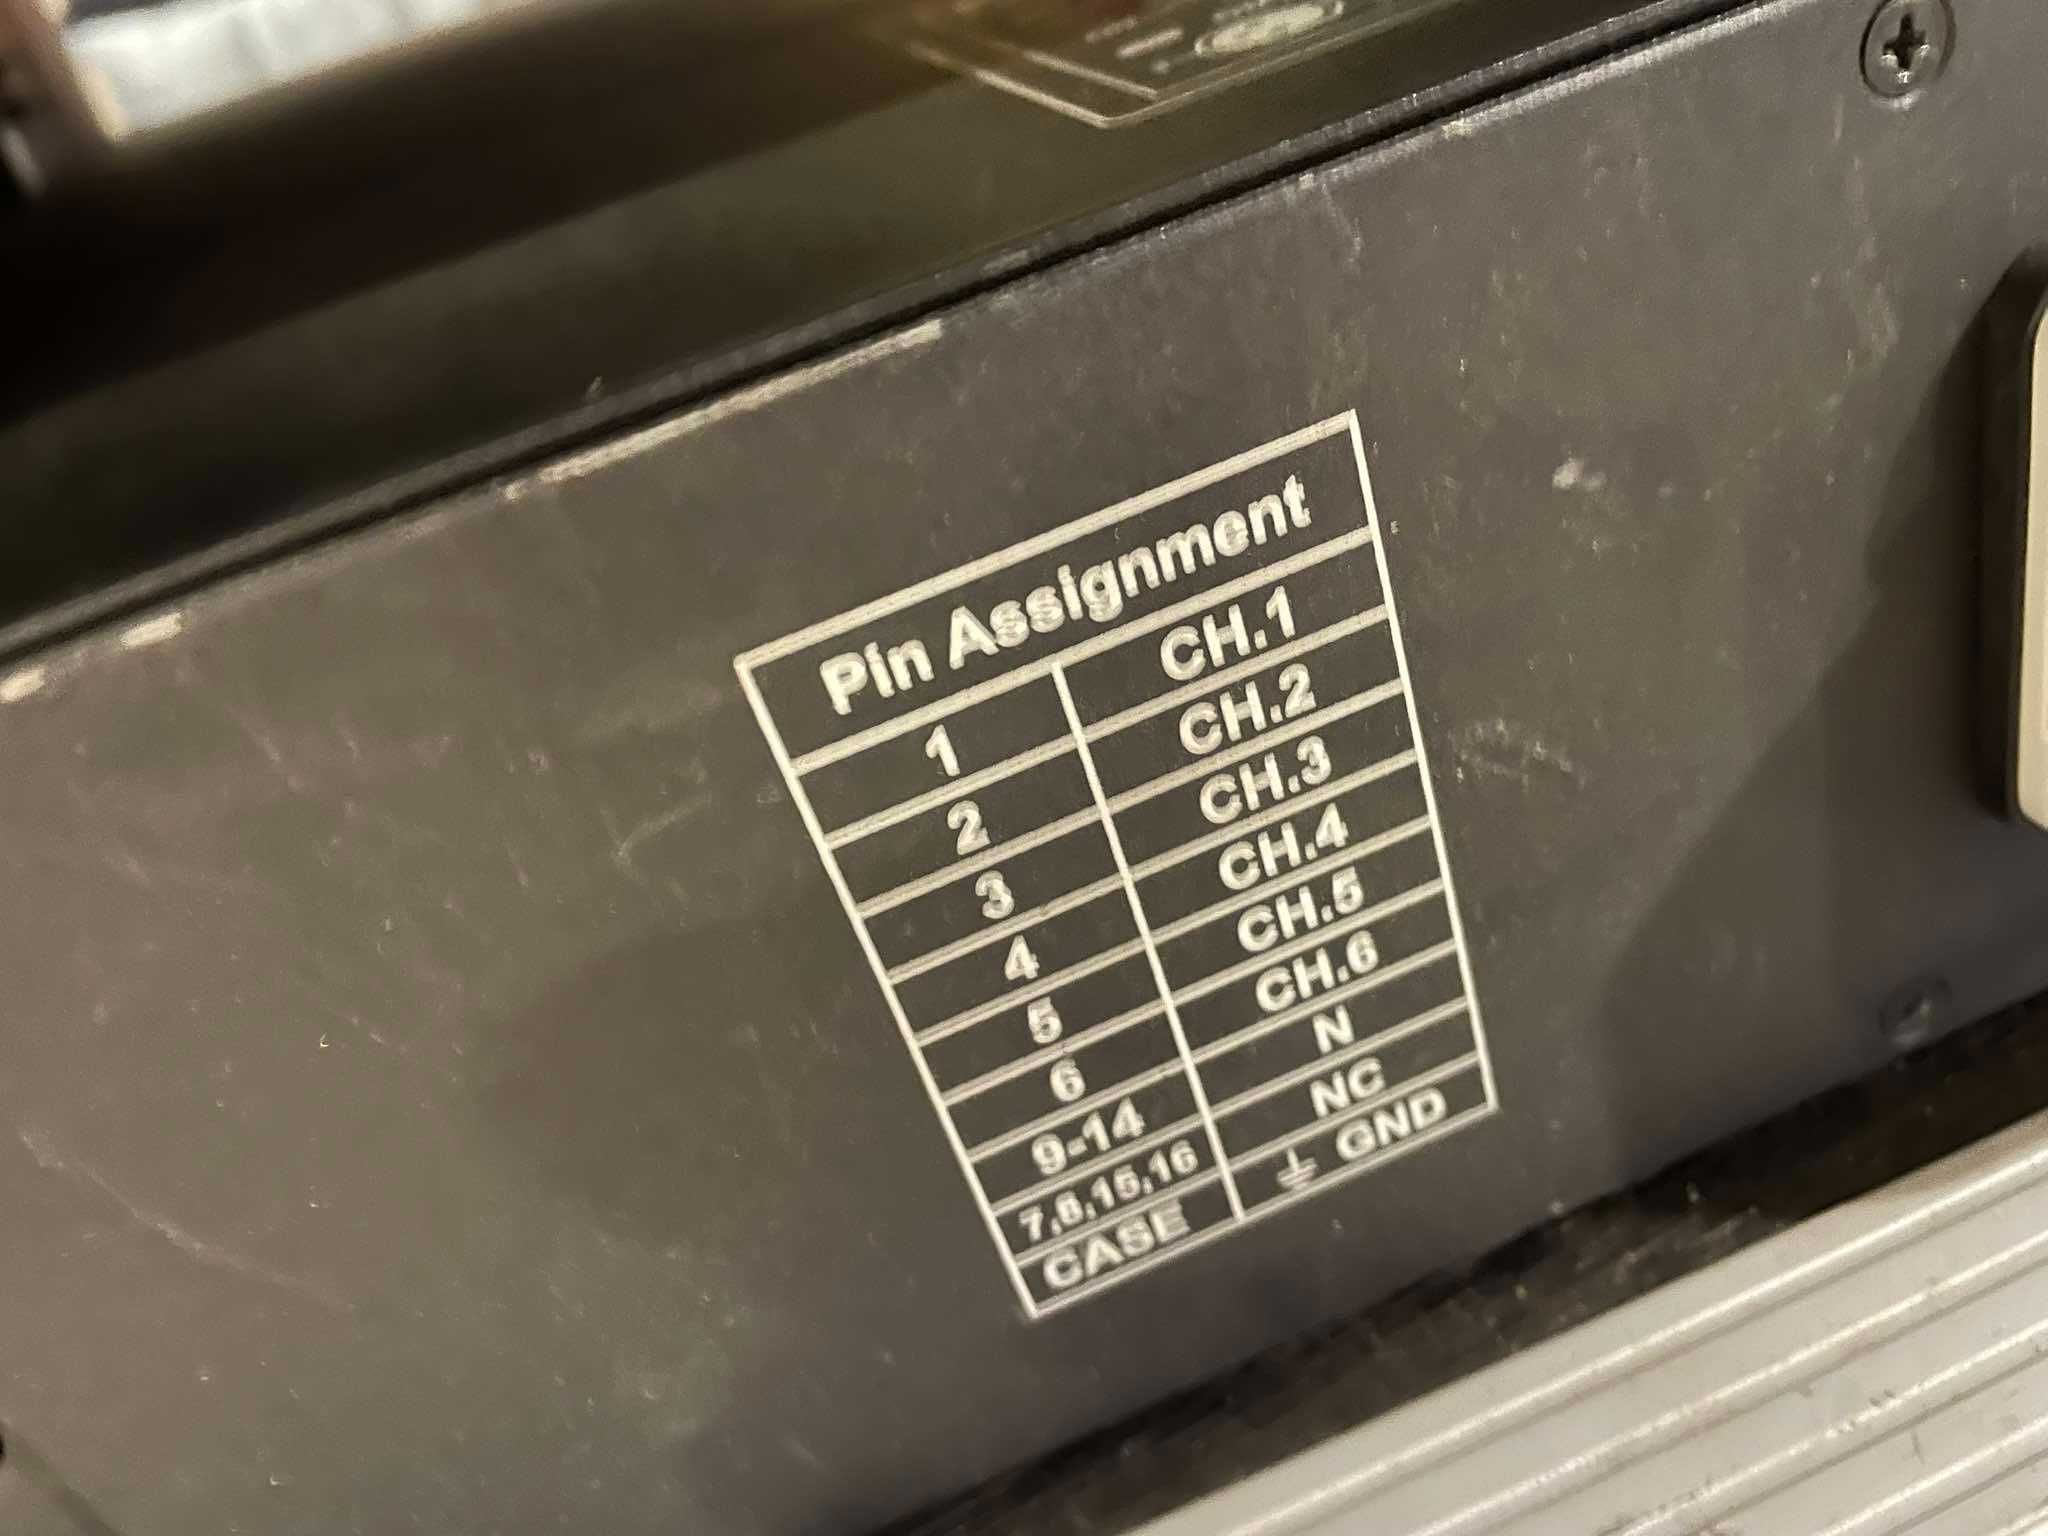 Pin Assignment
1 CH.1
2 CH.2
3 CH.3
4 CH.4
5 CH.5
6 CH.6
9-14 N
7,8,15,16 NC
CASE ⏚ GND